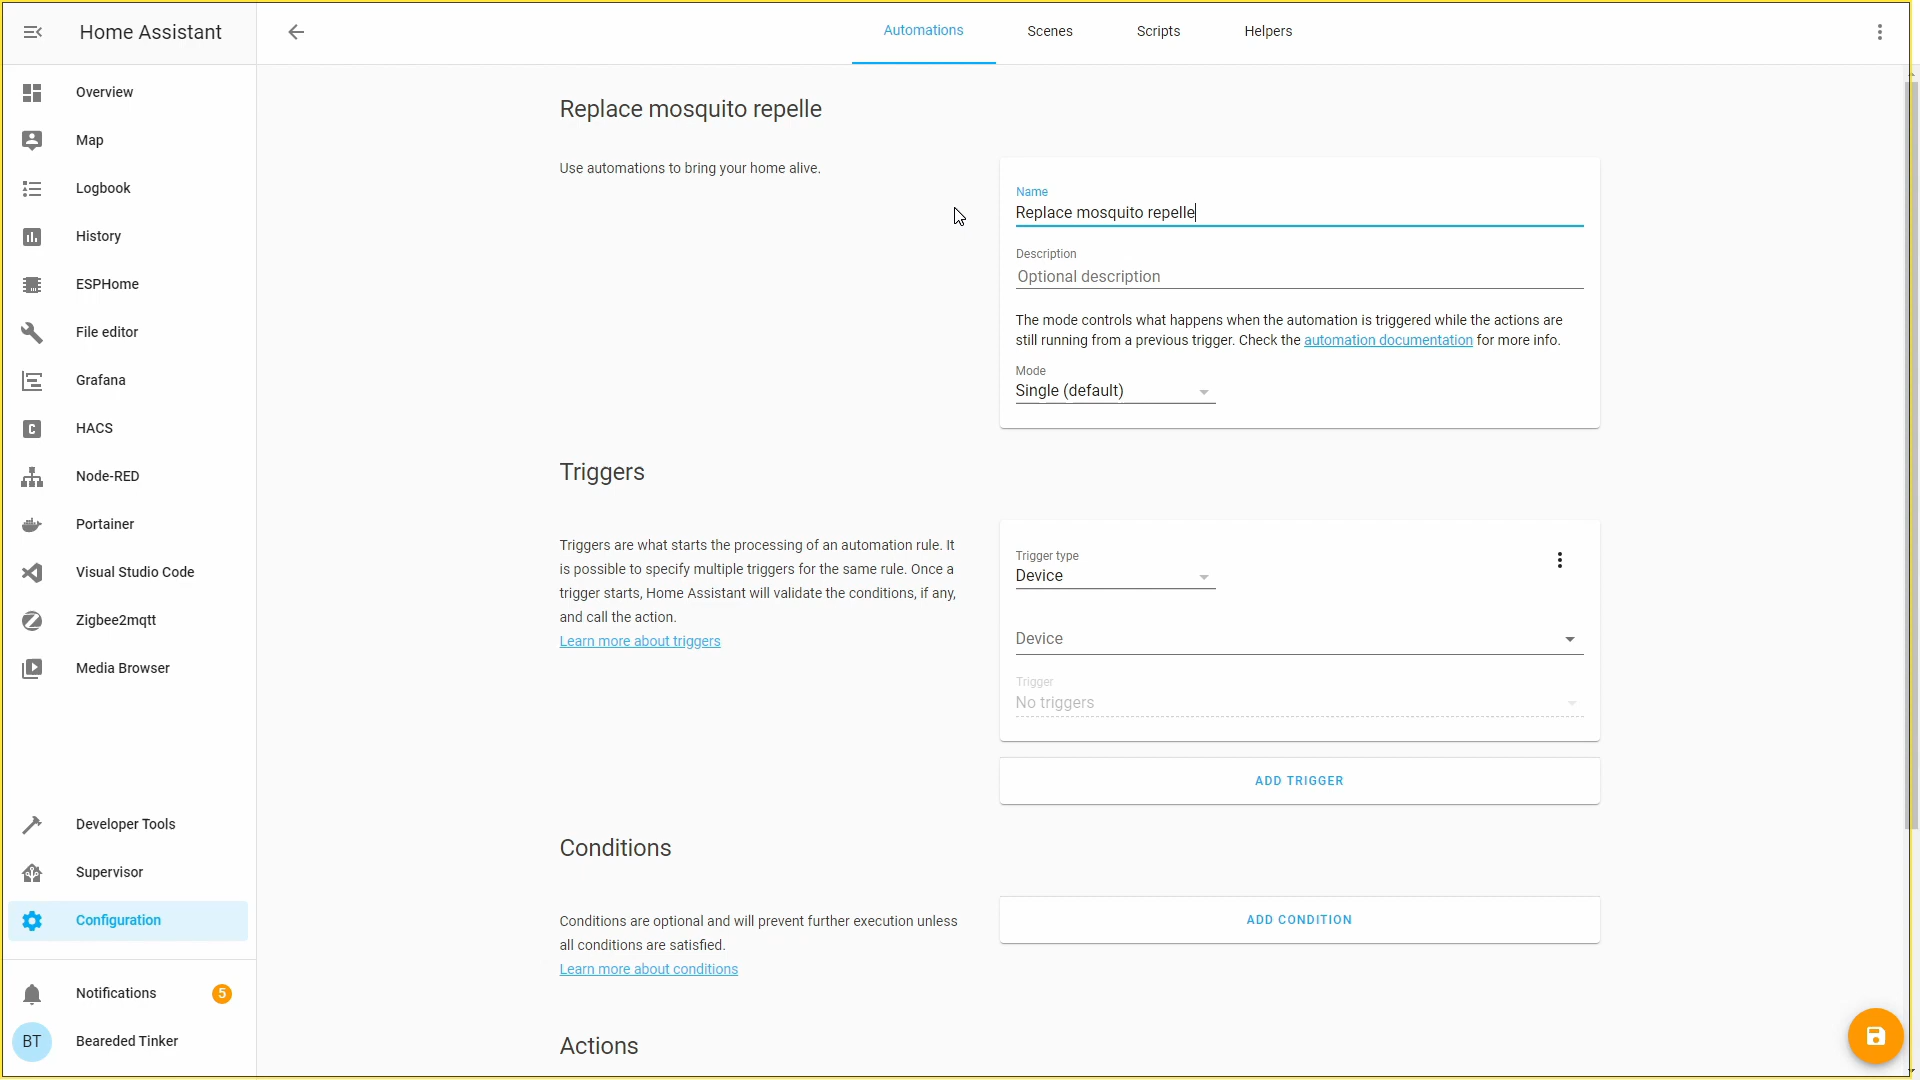 Home Assistant
Automations
Scenes
Scripts
Helpers
Overview
Map
Logbook
History
ESPHome
File editor
Grafana
HACS
Node-RED
Portainer
Visual Studio Code
Zigbee2mqtt
Media Browser
Developer Tools
Supervisor
Configuration
Notifications
5
BT
Bearded Tinker
Replace mosquito repelle
Use automations to bring your home alive.
Name
Replace mosquito repelle
Description
Optional description
The mode controls what happens when the automation is triggered while the actions are
still running from a previous trigger. Check the automation documentation for more info.
Mode
Single (default)
Triggers
Triggers are what starts the processing of an automation rule. It
is possible to specify multiple triggers for the same rule. Once a
trigger starts, Home Assistant will validate the conditions, if any,
and call the action.
Learn more about triggers
Trigger type
Device
Device
Trigger
No triggers
ADD TRIGGER
Conditions
Conditions are optional and will prevent further execution unless
all conditions are satisfied.
Learn more about conditions
ADD CONDITION
Actions